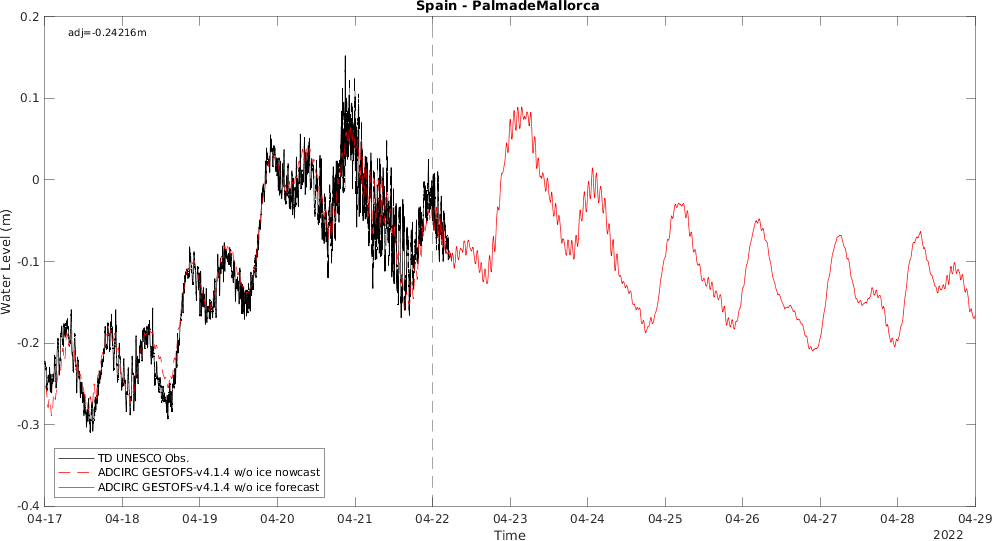 Spain - PalmadeMallorca
adj=-0.24216m
0.2
0.1
0
-0.1
-0.2
-0.3
-0.4
Water Level (m)
TD UNESCO Obs.
ADCIRC GESTOFS-v4.1.4 w/o ice nowcast
ADCIRC GESTOFS-v4.1.4 w/o ice forecast
04-17 04-18 04-19 04-20 04-21 04-22 04-23 04-24 04-25 04-26 04-27 04-28 04-29
Time
2022